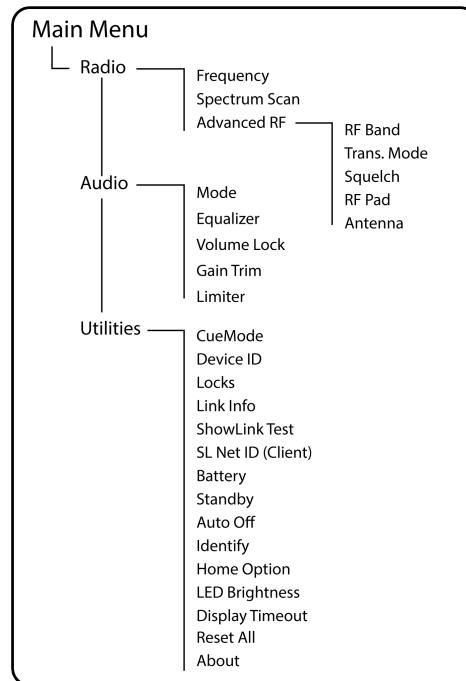 Main Menu
Radio
Frequency
Spectrum Scan
Advanced RF
RF Band
Trans. Mode
Squelch
RF Pad
Antenna
Audio
Mode
Equalizer
Volume Lock
Gain Trim
Limiter
Utilities
CueMode
Device ID
Locks
Link Info
ShowLink Test
SL Net ID (Client)
Battery
Standby
Auto Off
Identify
Home Option
LED Brightness
Display Timeout
Reset All
About